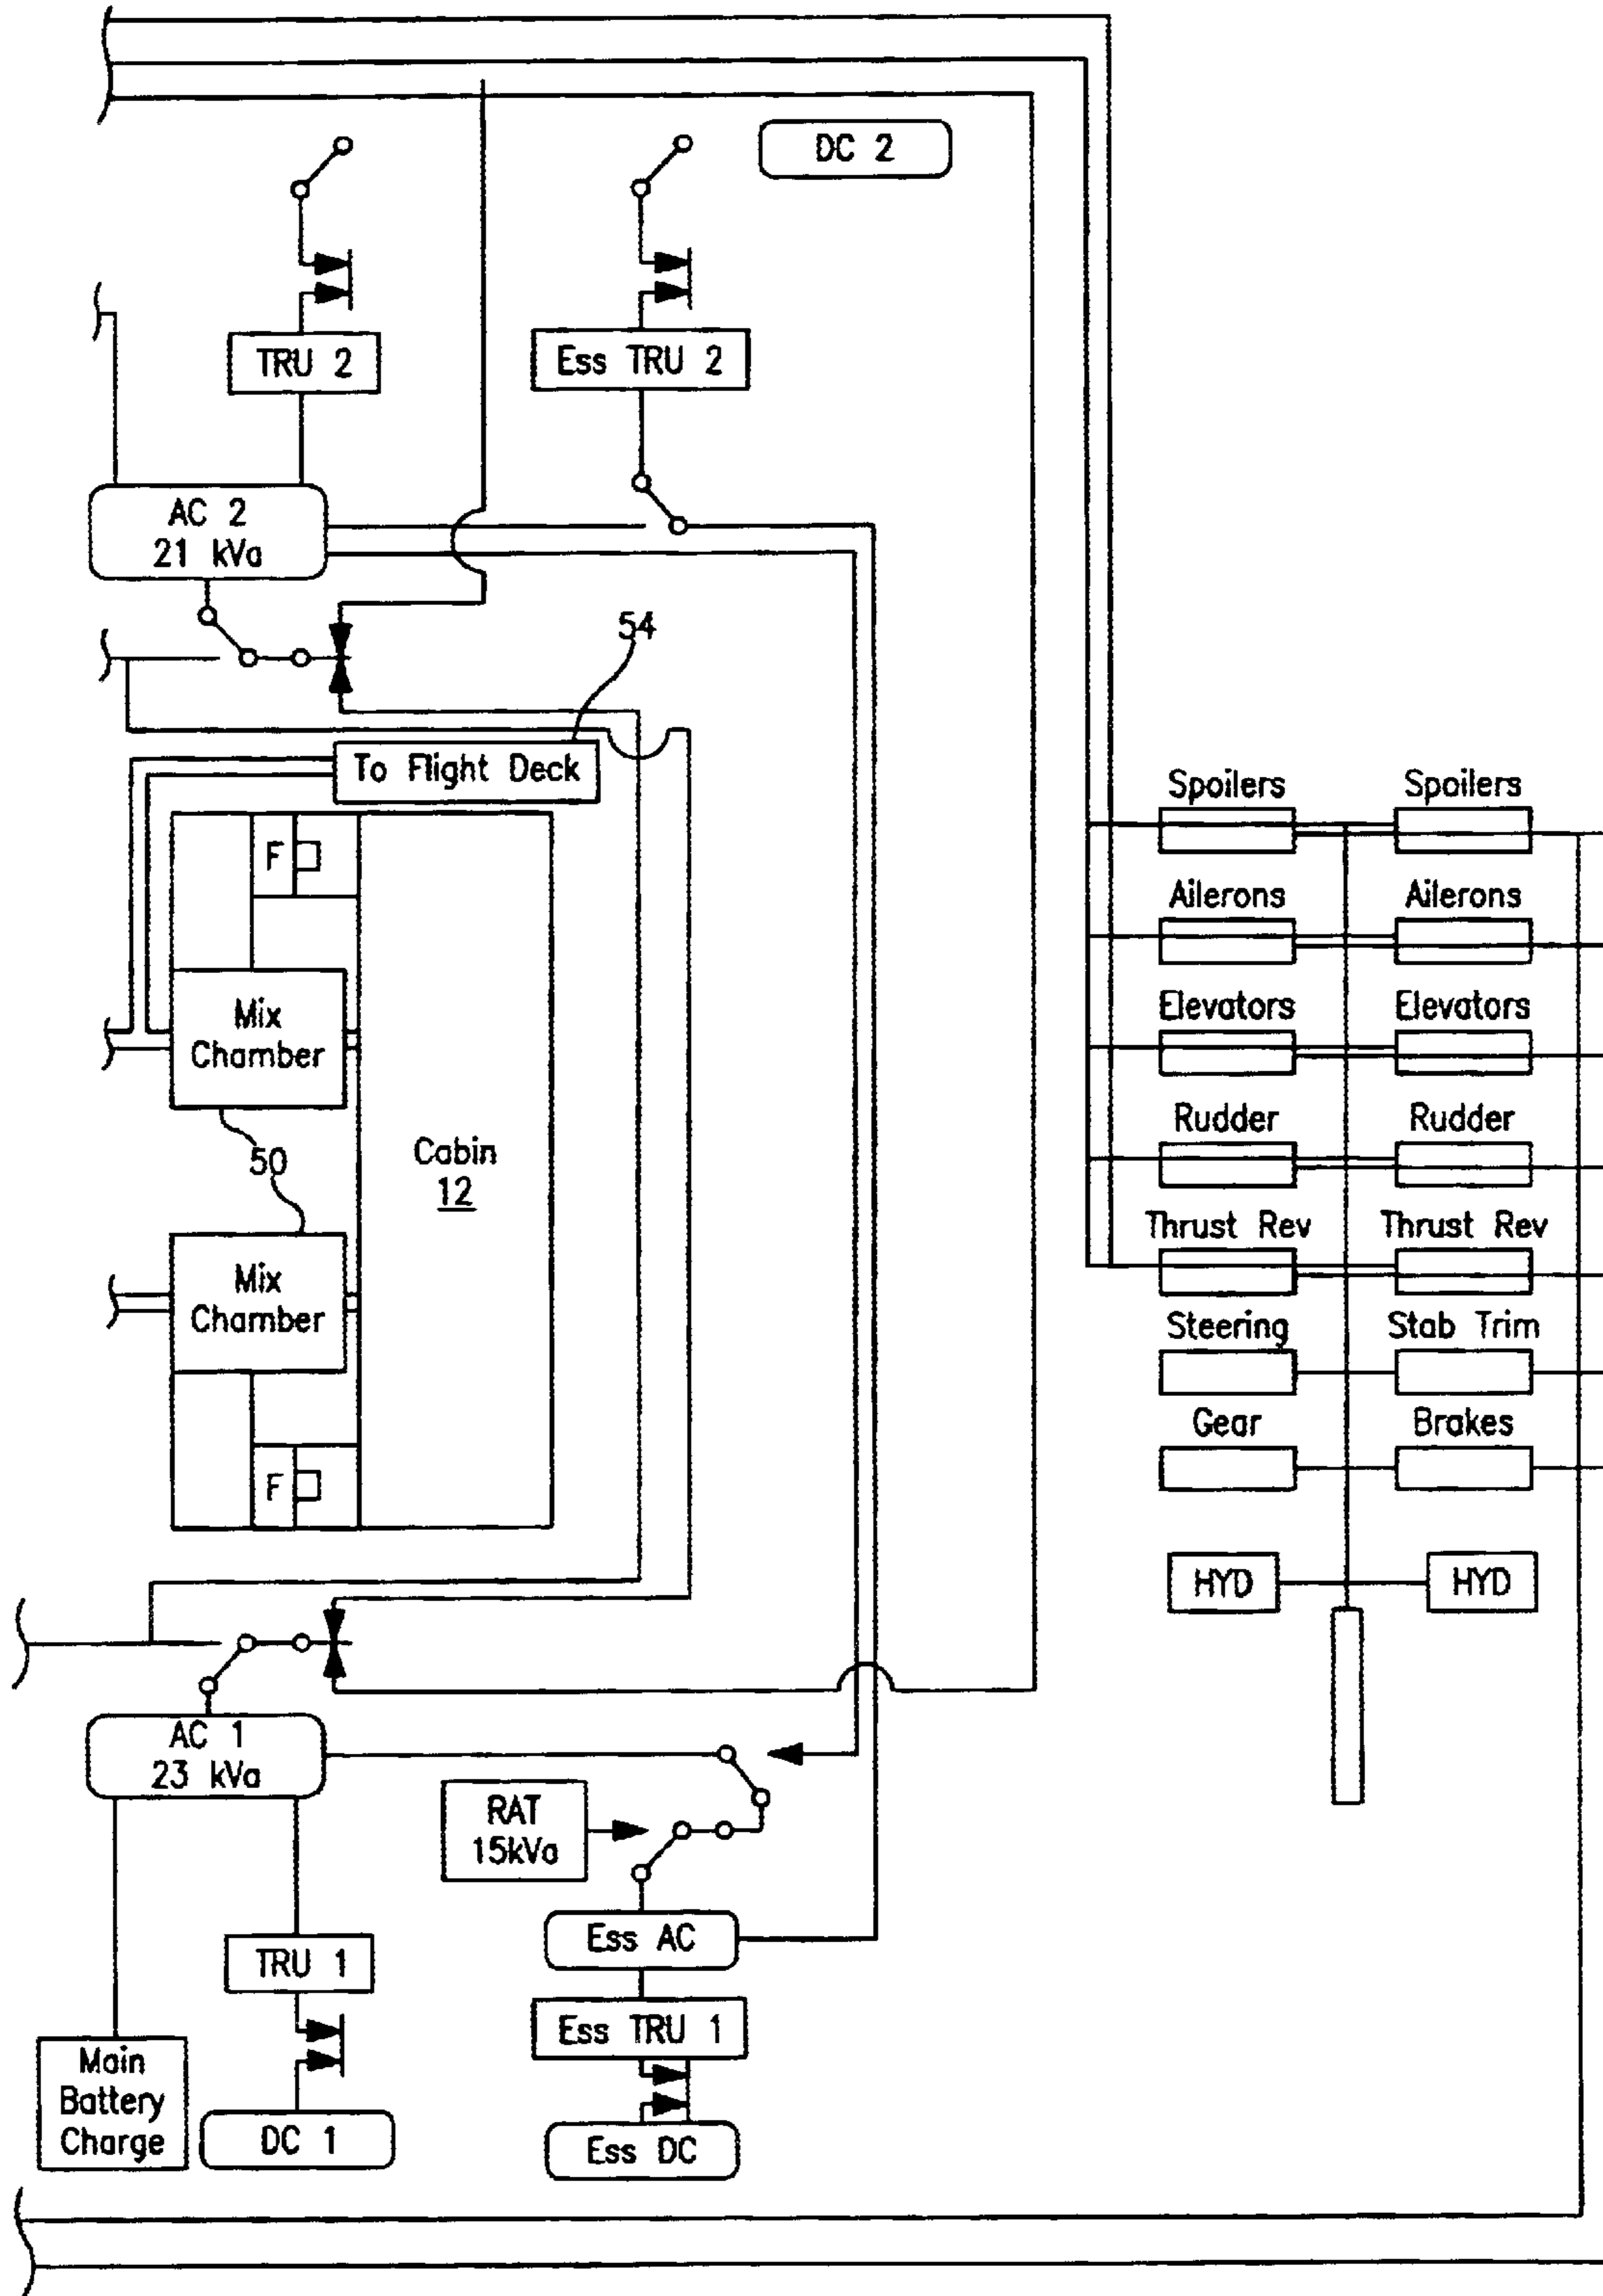 DC 2
TRU 2
Ess TRU 2
AC 2
21 kVa
54
To Flight Deck
F
Mix
Chamber
50
Cabin
12
Mix
Chamber
F
Spoilers
Spoilers
Ailerons
Ailerons
Elevators
Elevators
Rudder
Rudder
Thrust Rev
Thrust Rev
Steering
Stab Trim
Gear
Brakes
HYD
HYD
AC 1
23 kVa
RAT
15kVa
Ess AC
TRU 1
Ess TRU 1
Main
Battery
Charge
DC 1
Ess DC